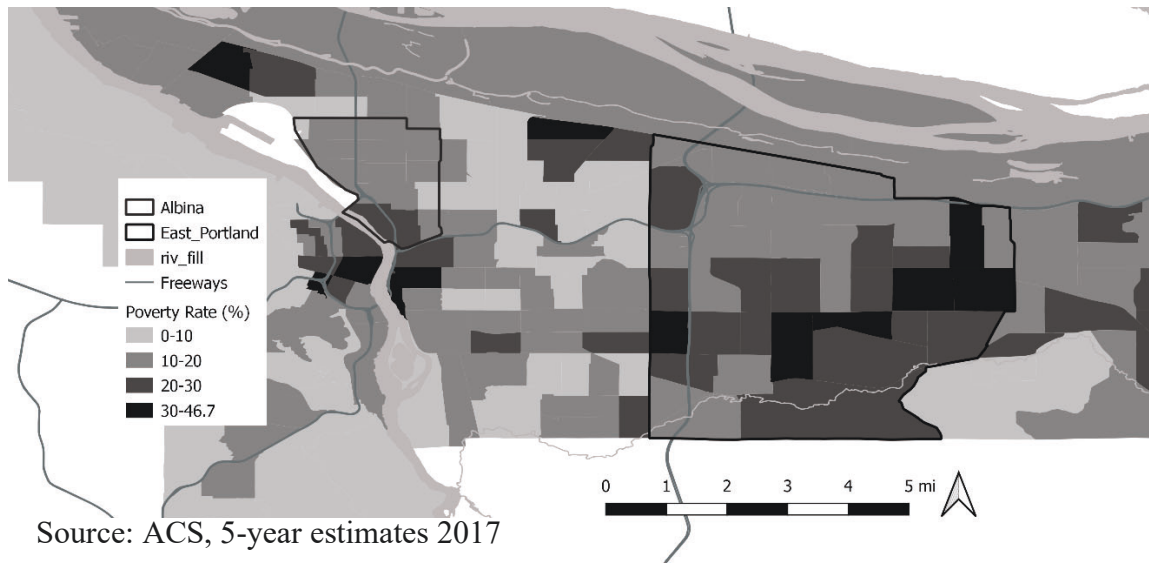 Albina
East_Portland
riv_fill
Freeways
Poverty Rate (%)
0-10
10-20
20-30
30-46.7
0 1 2 3 4 5 mi
Source: ACS, 5-year estimates 2017